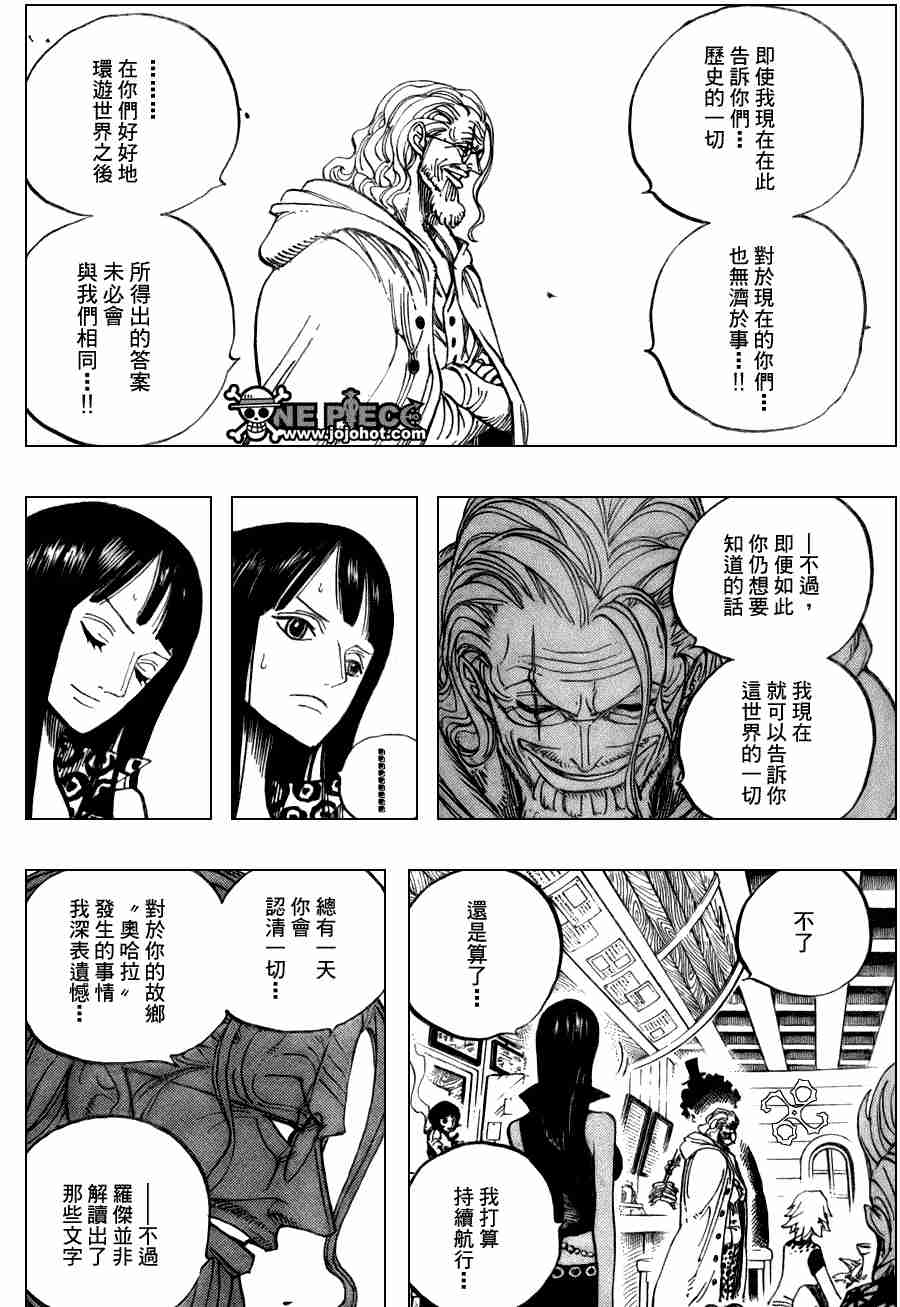 即使我現在在此
告訴你們…
歷史的一切
對於現在的你們…
也無濟於事…!!
………
在你們好好地
環遊世界之後
所得出的答案
未必會
與我們相同…!!
ONE PIECE
www.jojohot.com
—不過，
即便如此
你仍想要
知道的話
我現在
就可以告訴你
這世界的一切
………
不了
還是算了…
我打算
持續航行…
總有一天
你會
認清一切…
對於你的故鄉
〝奧哈拉〞
發生的事情
我深表遺憾…
—不過
羅傑並非
解讀出了
那些文字